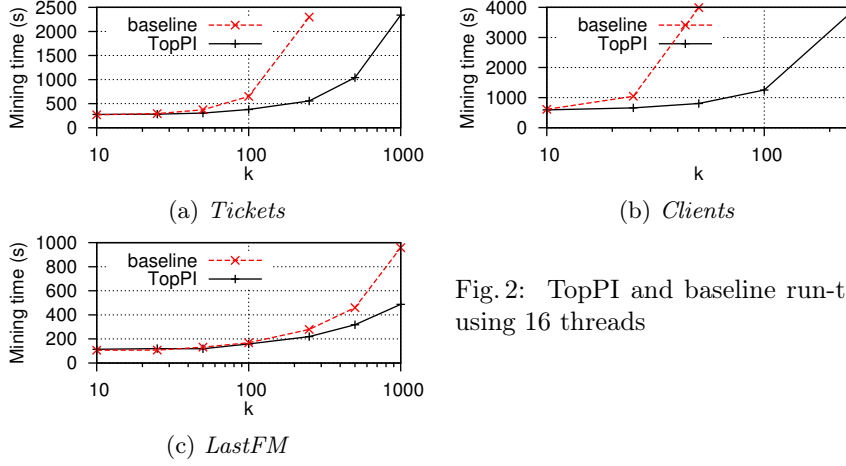 2500
2000
1500
1000
500
0
Mining time (s)
baseline
TopPI
10
100
1000
k
(a) Tickets
4000
3000
2000
1000
0
Mining time (s)
baseline
TopPI
10
100
k
(b) Clients
1000
800
600
400
200
0
Mining time (s)
baseline
TopPI
10
100
1000
k
(c) LastFM
Fig. 2: TopPI and baseline run-t
using 16 threads